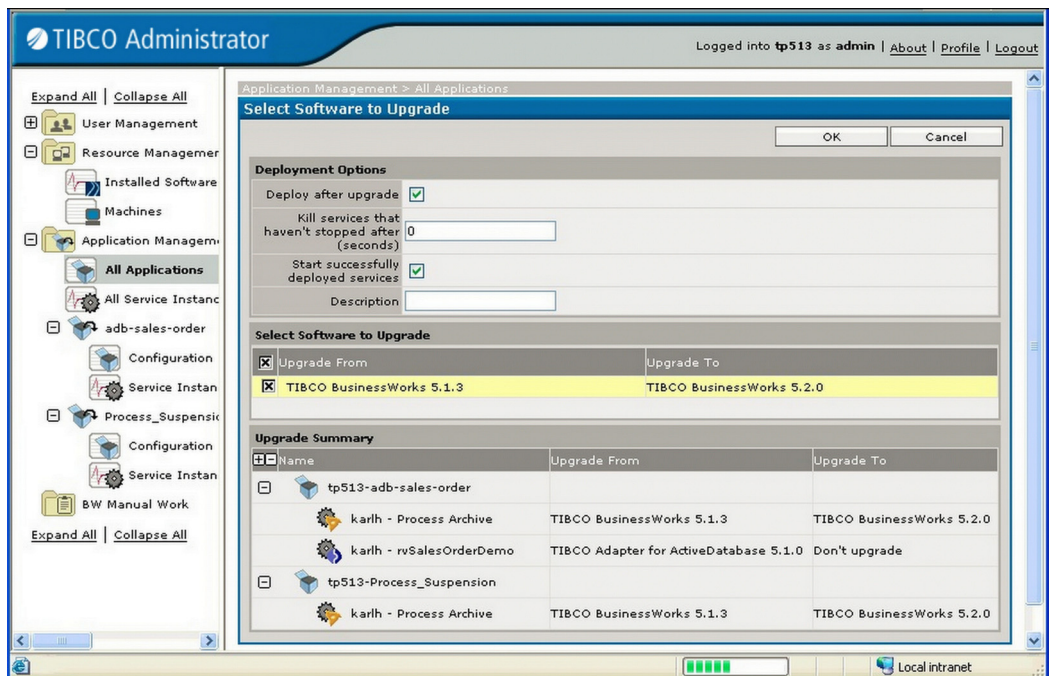 TIBCO Administrator
Logged into tp513 as admin | About | Profile | Logout
Expand All | Collapse All
User Management
Resource Managemer
Installed Software
Machines
Application Manageme
All Applications
All Service Instanc
adb-sales-order
Configuration
Service Instan
Process_Suspensio
Configuration
Service Instan
BW Manual Work
Expand All | Collapse All
Application Management > All Applications
Select Software to Upgrade
OK Cancel
Deployment Options
Deploy after upgrade
Kill services that
haven't stopped after 0
(seconds)
Start successfully
deployed services
Description
Select Software to Upgrade
Upgrade From Upgrade To
TIBCO BusinessWorks 5.1.3 TIBCO BusinessWorks 5.2.0
Upgrade Summary
Name Upgrade From Upgrade To
tp513-adb-sales-order
karlh - Process Archive TIBCO BusinessWorks 5.1.3 TIBCO BusinessWorks 5.2.0
karlh - rvSalesOrderDemo TIBCO Adapter for ActiveDatabase 5.1.0 Don't upgrade
tp513-Process_Suspension
karlh - Process Archive TIBCO BusinessWorks 5.1.3 TIBCO BusinessWorks 5.2.0
Local intranet